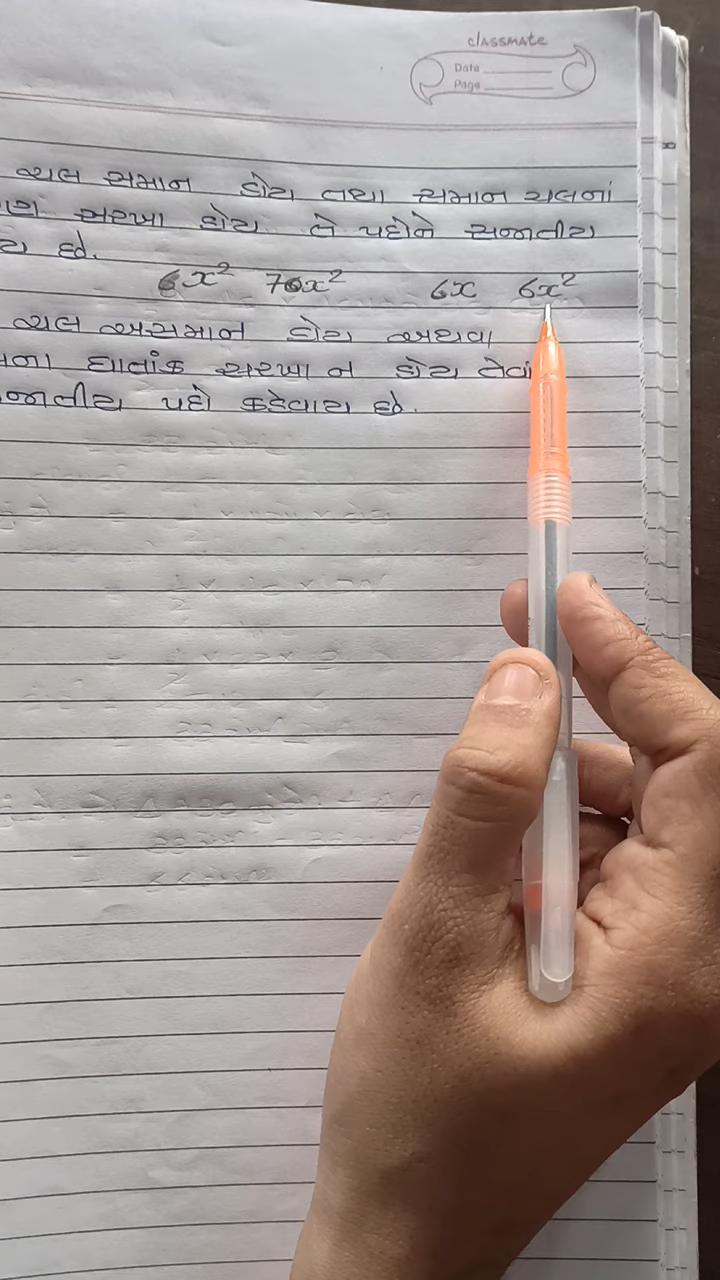 classmate
Date
Page
ચલ સમાન હોય તથા સમાન ચલનાં
સરખા હોય તે પદોને સજાતીય
છે.
6x² 76x² 6x 6x²
ચલ અસમાન હોય અથવા
ઘાતાંક સરખા ન હોય તેવાં
પદો કહેવાય છે.